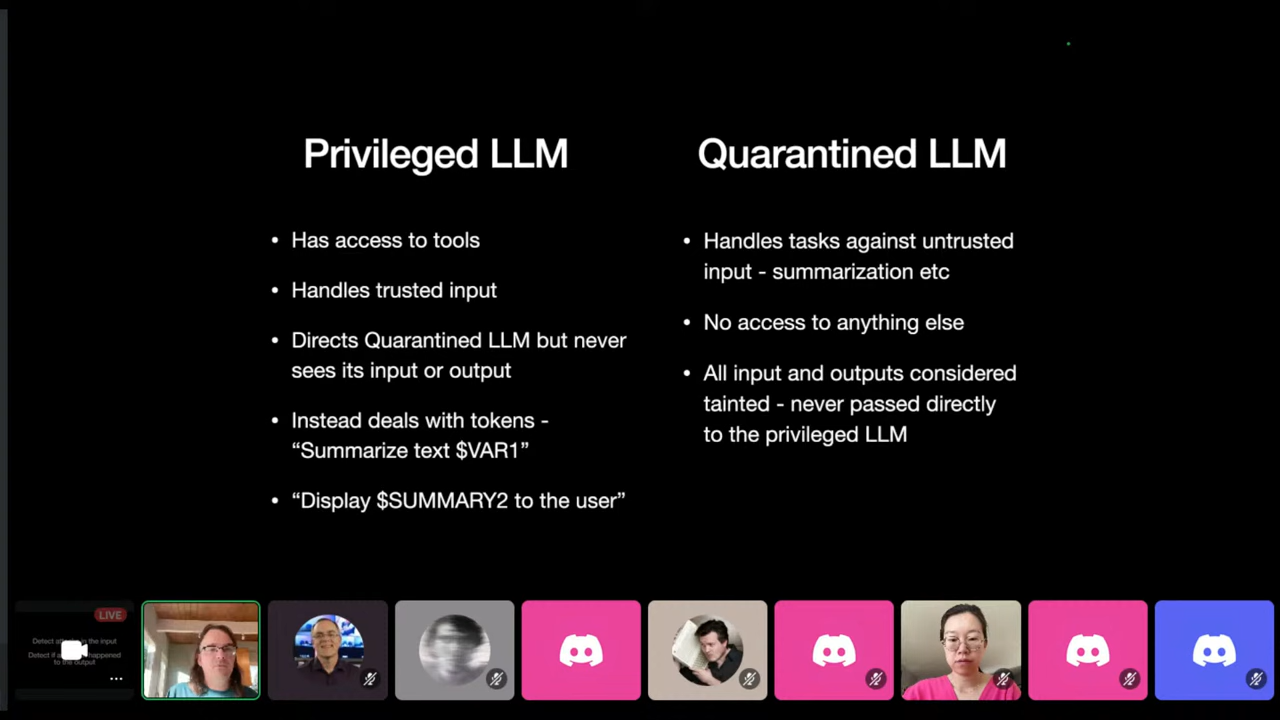 Privileged LLM
• Has access to tools
• Handles trusted input
• Directs Quarantined LLM but never
sees its input or output
• Instead deals with tokens -
“Summarize text $VAR1”
• “Display $SUMMARY2 to the user”
Quarantined LLM
• Handles tasks against untrusted
input - summarization etc
• No access to anything else
• All input and outputs considered
tainted - never passed directly
to the privileged LLM
LIVE
to the output